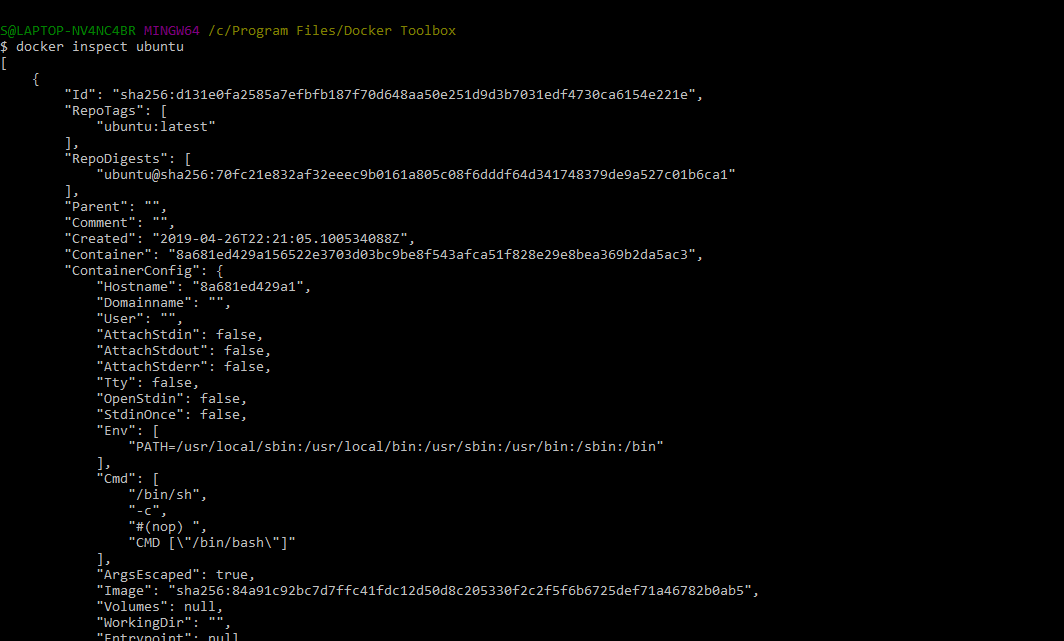 S@LAPTOP-NV4NC4BR MINGW64 /c/Program Files/Docker Toolbox
$ docker inspect ubuntu
[
    {
        "Id": "sha256:d131e0fa2585a7efbfb187f70d648aa50e251d9d3b7031edf4730ca6154e221e",
        "RepoTags": [
            "ubuntu:latest"
        ],
        "RepoDigests": [
            "ubuntu@sha256:70fc21e832af32eeec9b0161a805c08f6dddf64d341748379de9a527c01b6ca1"
        ],
        "Parent": "",
        "Comment": "",
        "Created": "2019-04-26T22:21:05.100534088Z",
        "Container": "8a681ed429a156522e3703d03bc9be8f543afca51f828e29e8bea369b2da5ac3",
        "ContainerConfig": {
            "Hostname": "8a681ed429a1",
            "Domainname": "",
            "User": "",
            "AttachStdin": false,
            "AttachStdout": false,
            "AttachStderr": false,
            "Tty": false,
            "OpenStdin": false,
            "StdinOnce": false,
            "Env": [
                "PATH=/usr/local/sbin:/usr/local/bin:/usr/sbin:/usr/bin:/sbin:/bin"
            ],
            "Cmd": [
                "/bin/sh",
                "-c",
                "#(nop) ",
                "CMD [\"/bin/bash\"]"
            ],
            "ArgsEscaped": true,
            "Image": "sha256:84a91c92bc7d7ffc41fdc12d50d8c205330f2c2f5f6b6725def71a46782b0ab5",
            "Volumes": null,
            "WorkingDir": "",
            "Entrypoint": null